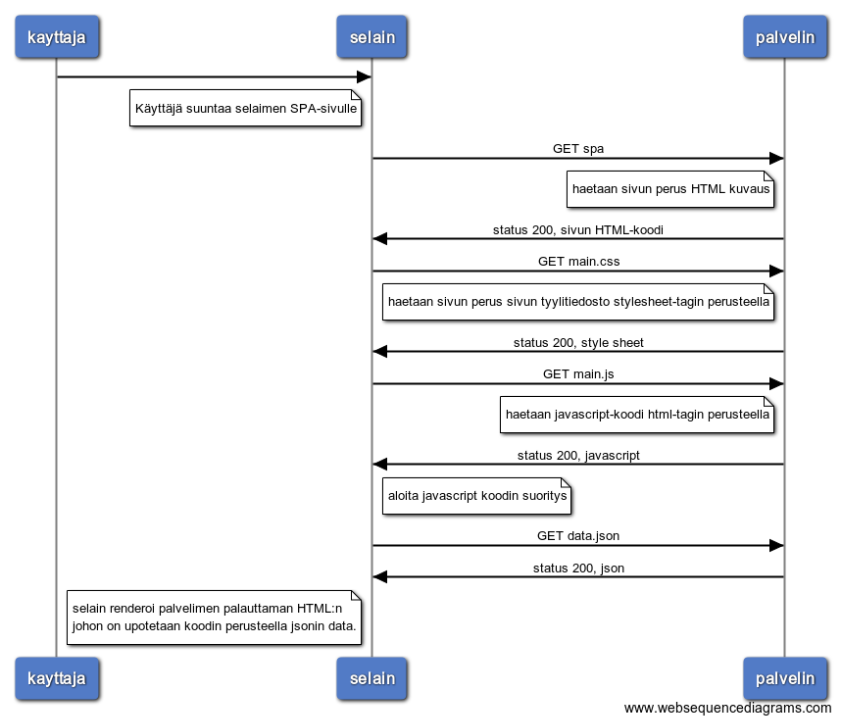 kayttaja selain palvelin
Käyttäjä suuntaa selaimen SPA-sivulle
GET spa
haetaan sivun perus HTML kuvaus
status 200, sivun HTML-koodi
GET main.css
haetaan sivun perus sivun tyylitiedosto stylesheet-tagin perusteella
status 200, style sheet
GET main.js
haetaan javascript-koodi html-tagin perusteella
status 200, javascript
aloita javascript koodin suoritys
GET data.json
status 200, json
selain renderoi palvelimen palauttaman HTML:n
johon on upotetaan koodin perusteella jsonin data.
kayttaja selain palvelin
www.websequencediagrams.com